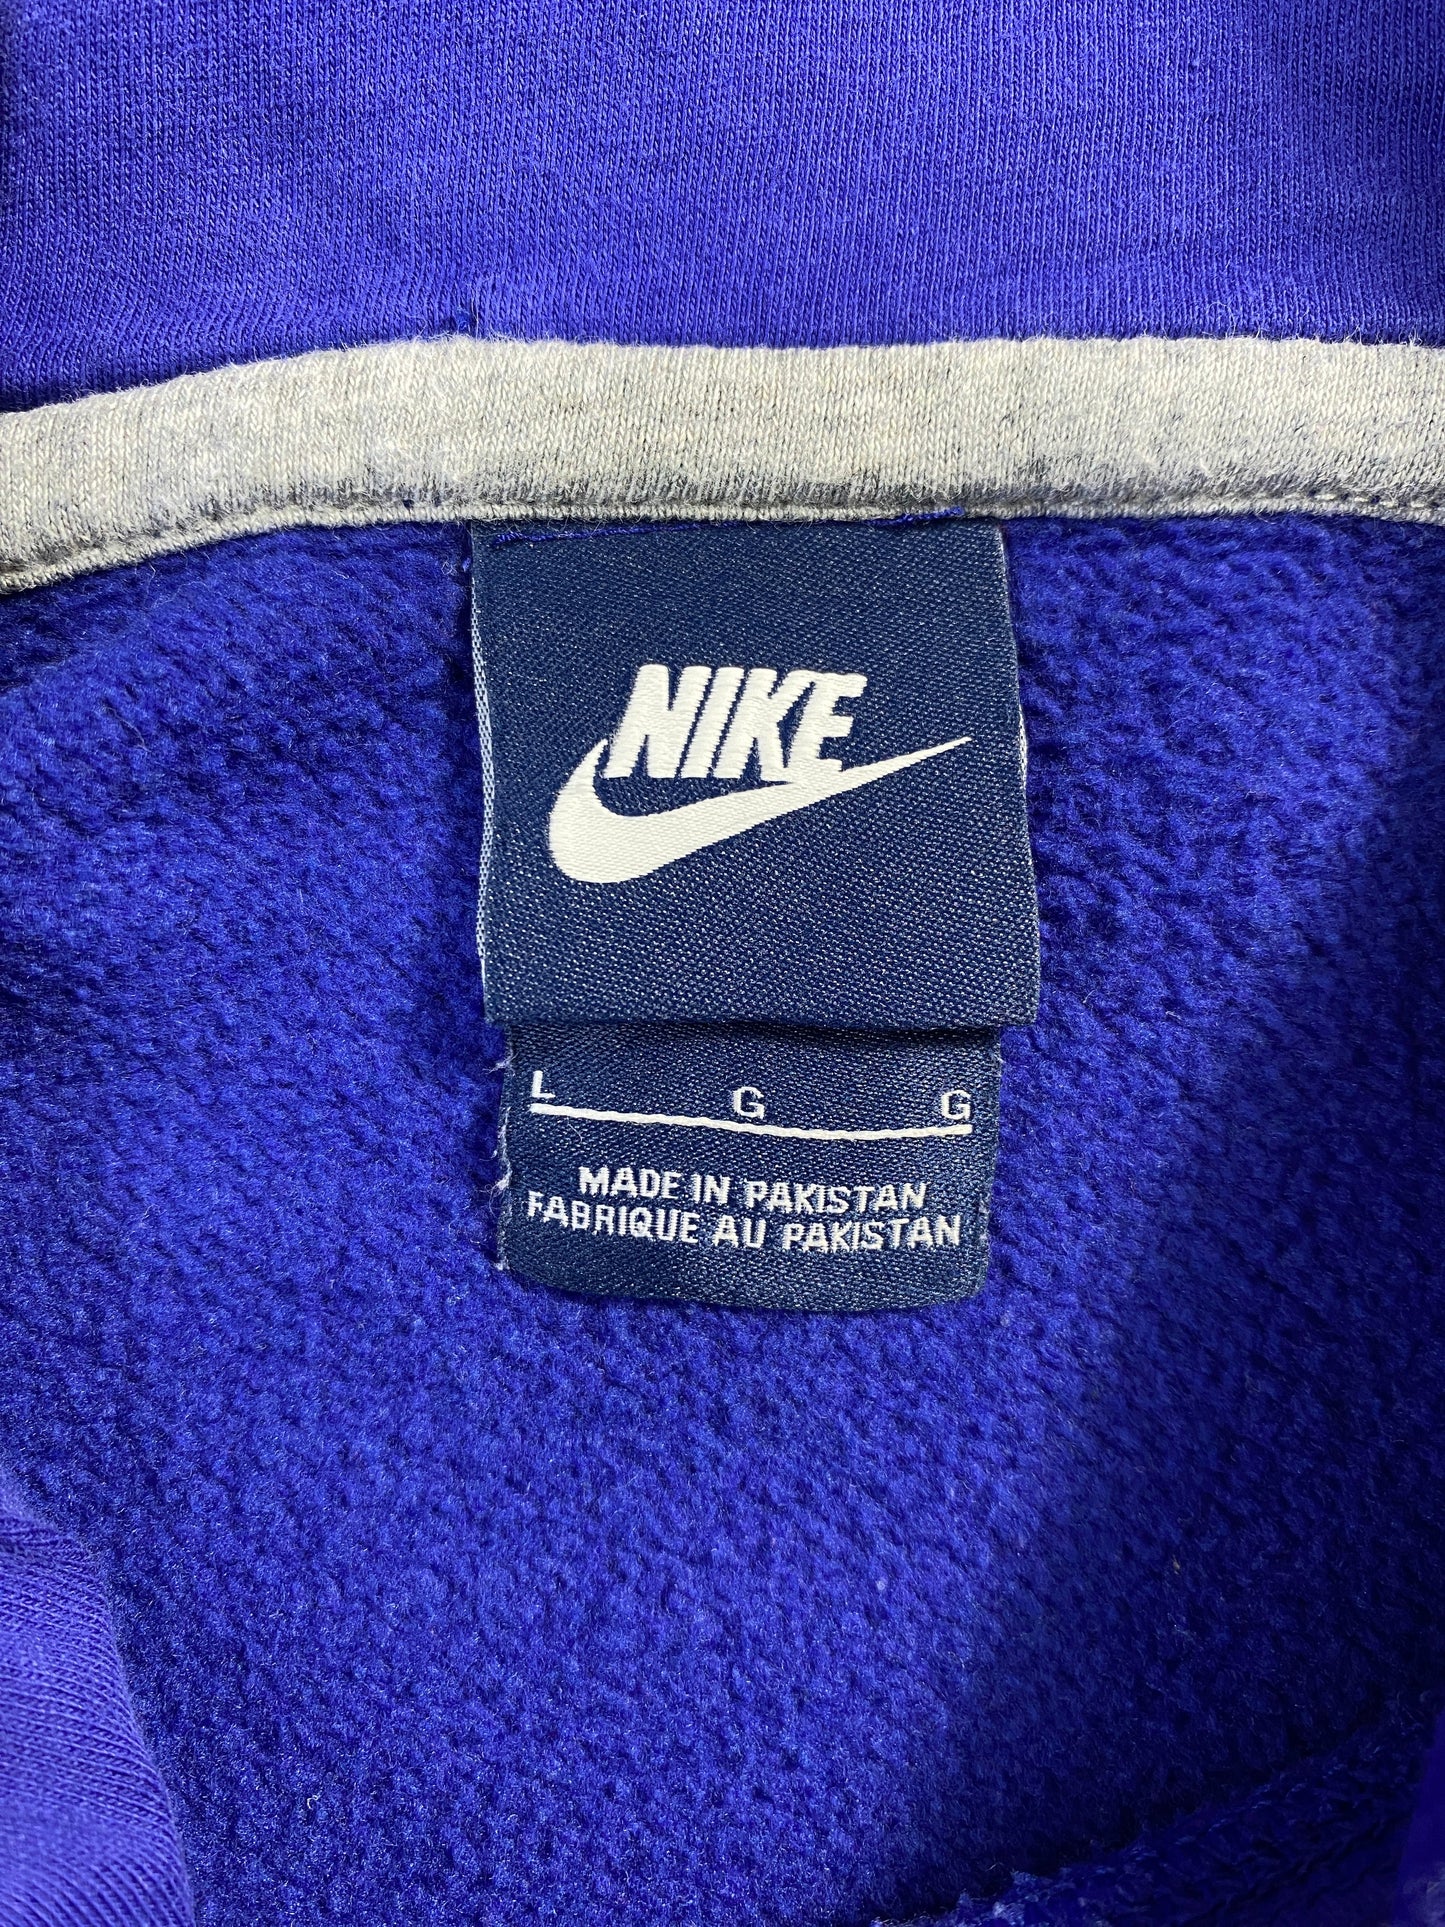 NIKE
L G G
MADE IN PAKISTAN
FABRIQUE AU PAKISTAN